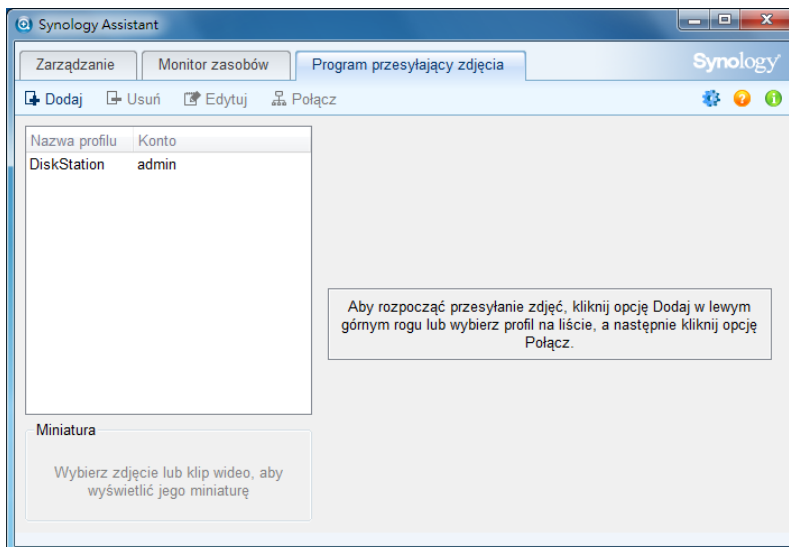 Synology Assistant
Zarządzanie Monitor zasobów Program przesyłający zdjęcia Synology
Dodaj Usuń Edytuj Połącz
Nazwa profilu Konto
DiskStation admin
Aby rozpocząć przesyłanie zdjęć, kliknij opcję Dodaj w lewym
górnym rogu lub wybierz profil na liście, a następnie kliknij opcję
Połącz.
Miniatura
Wybierz zdjęcie lub klip wideo, aby
wyświetlić jego miniaturę